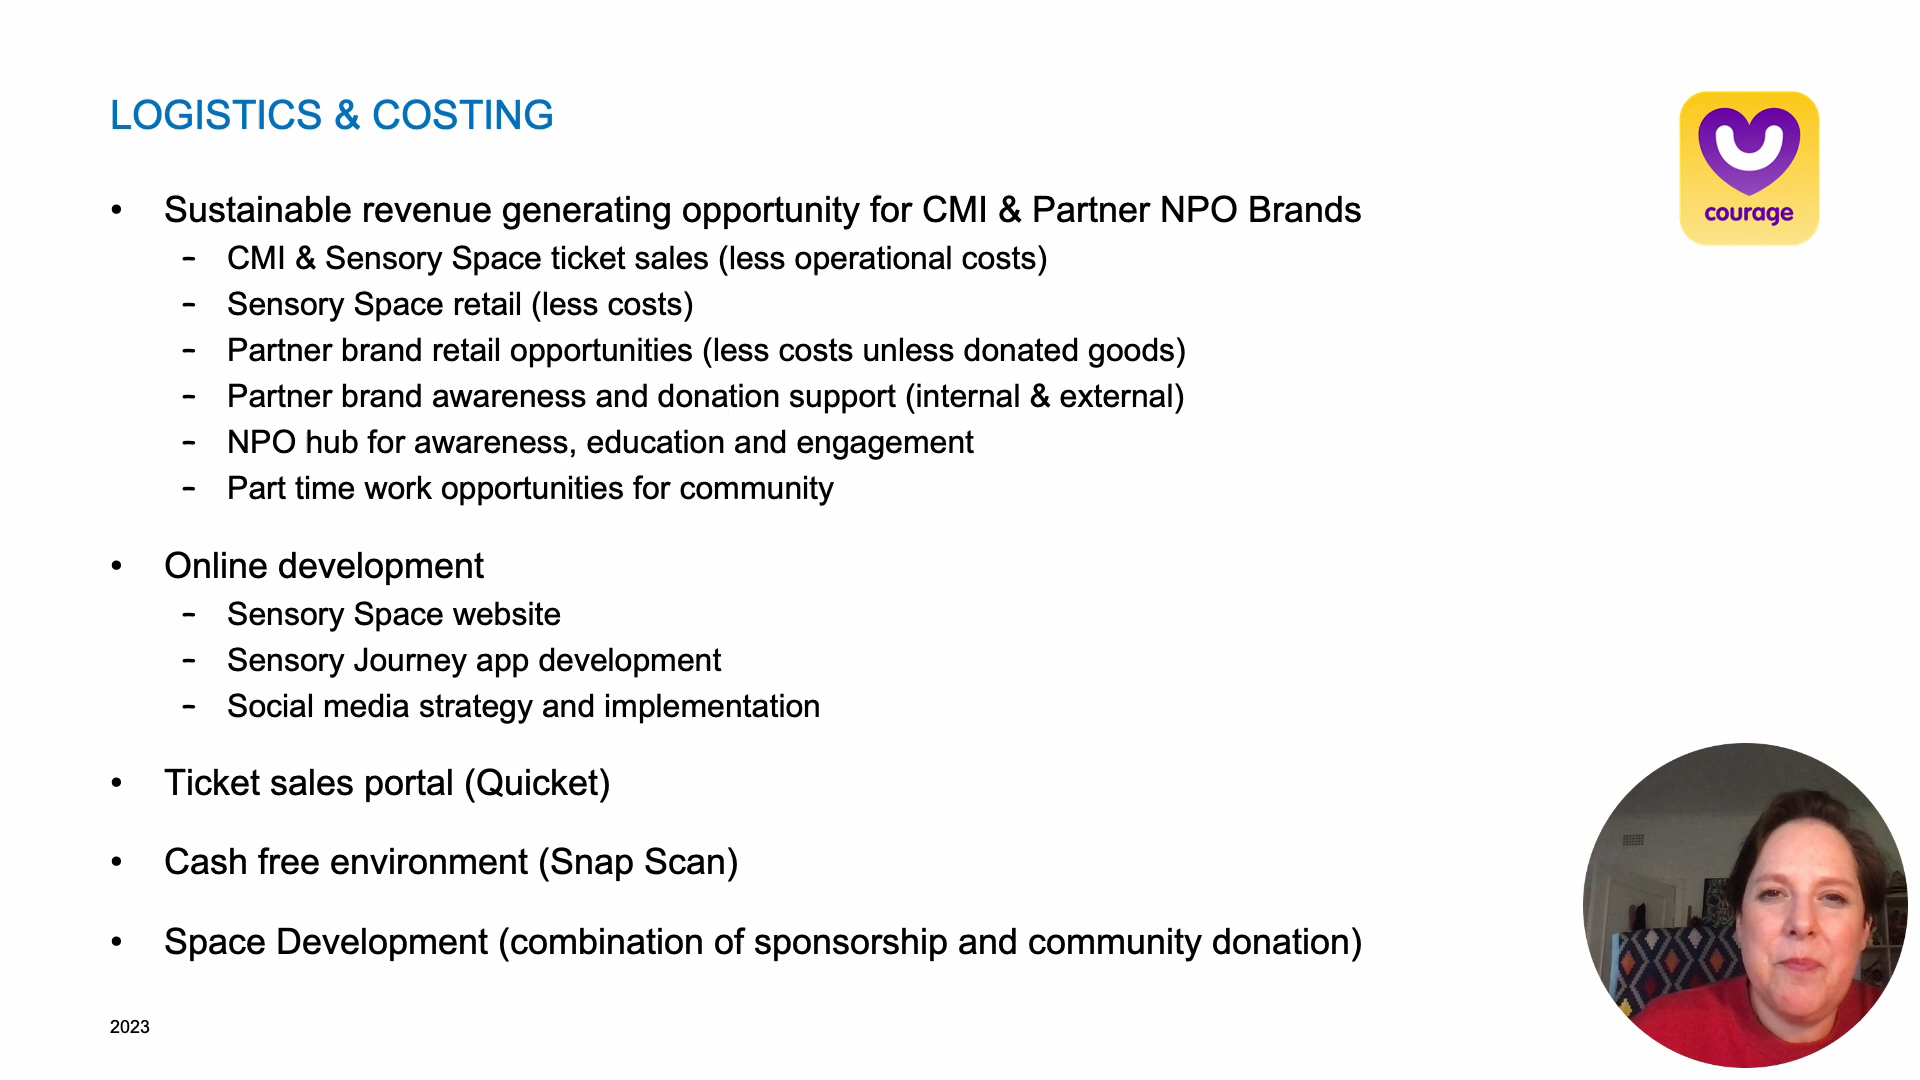 LOGISTICS & COSTING
courage
• Sustainable revenue generating opportunity for CMI & Partner NPO Brands
- CMI & Sensory Space ticket sales (less operational costs)
- Sensory Space retail (less costs)
- Partner brand retail opportunities (less costs unless donated goods)
- Partner brand awareness and donation support (internal & external)
- NPO hub for awareness, education and engagement
- Part time work opportunities for community
• Online development
- Sensory Space website
- Sensory Journey app development
- Social media strategy and implementation
• Ticket sales portal (Quicket)
• Cash free environment (Snap Scan)
• Space Development (combination of sponsorship and community donation)
2023